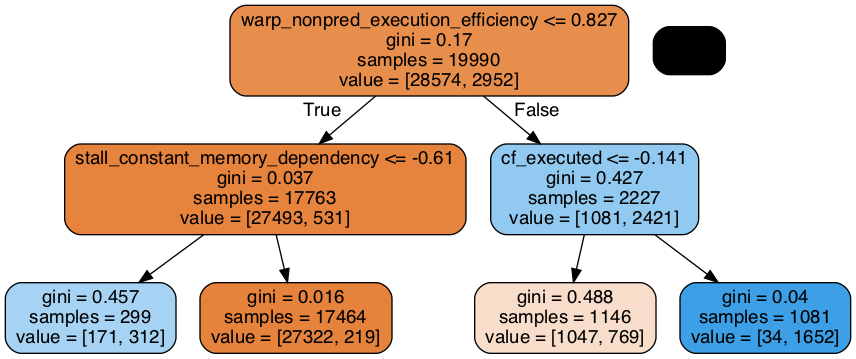 warp_nonpred_execution_efficiency <= 0.827
gini = 0.17
samples = 19990
value = [28574, 2952]
True
False
stall_constant_memory_dependency <= -0.61
gini = 0.037
samples = 17763
value = [27493, 531]
cf_executed <= -0.141
gini = 0.427
samples = 2227
value = [1081, 2421]
gini = 0.457
samples = 299
value = [171, 312]
gini = 0.016
samples = 17464
value = [27322, 219]
gini = 0.488
samples = 1146
value = [1047, 769]
gini = 0.04
samples = 1081
value = [34, 1652]